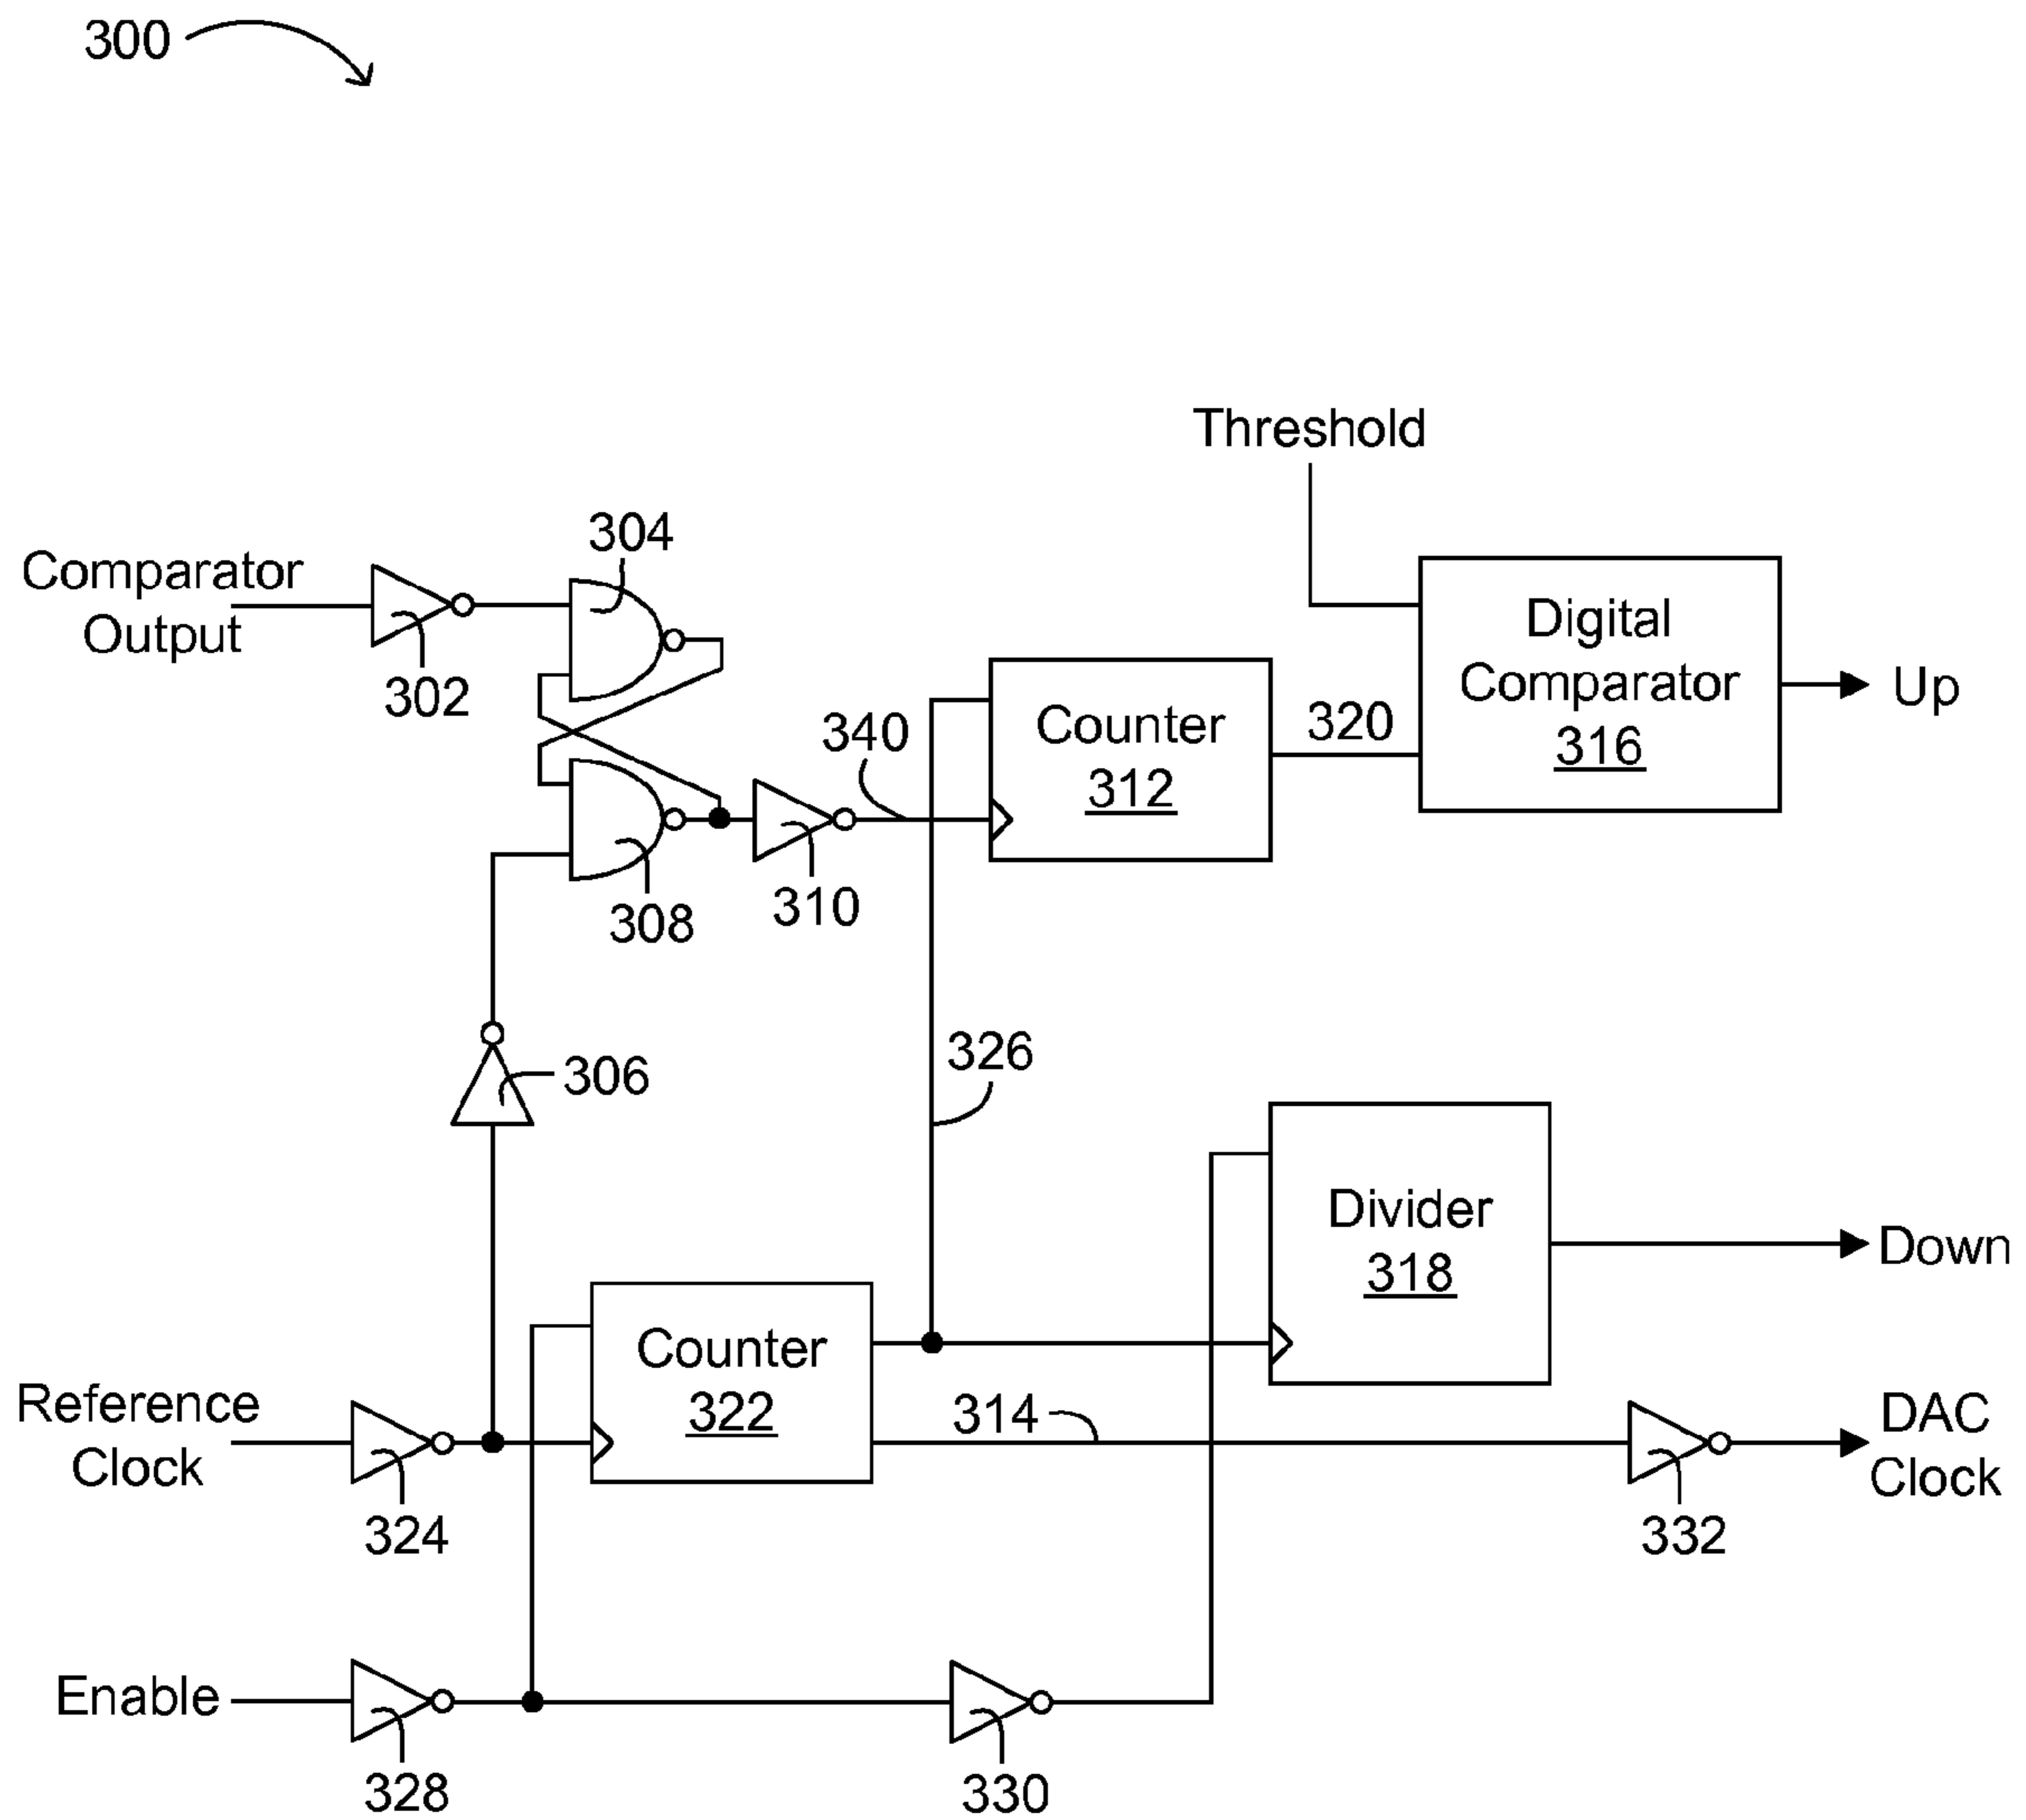 300
Threshold
304
Comparator
Output
302
Digital
Comparator
316
Up
340
Counter
312
320
310
308
326
306
Divider
318
Down
Counter
322
314
Reference
Clock
324
DAC
Clock
332
Enable
328
330